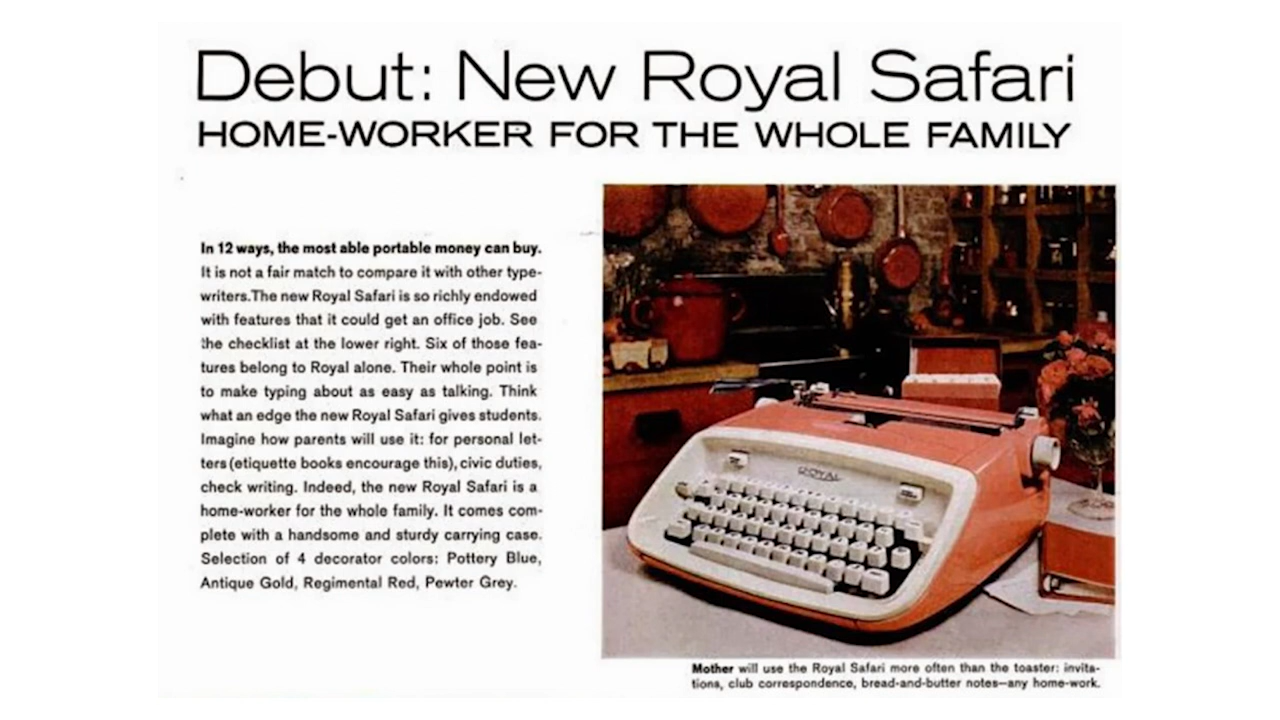 Debut: New Royal Safari
HOME-WORKER FOR THE WHOLE FAMILY
In 12 ways, the most able portable money can buy.
It is not a fair match to compare it with other type-
writers.The new Royal Safari is so richly endowed
with features that it could get an office job. See
the checklist at the lower right. Six of those fea-
tures belong to Royal alone. Their whole point is
to make typing about as easy as talking. Think
what an edge the new Royal Safari gives students.
Imagine how parents will use it: for personal let-
ters (etiquette books encourage this), civic duties,
check writing. Indeed, the new Royal Safari is a
home-worker for the whole family. It comes com-
plete with a handsome and sturdy carrying case.
Selection of 4 decorator colors: Pottery Blue,
Antique Gold, Regimental Red, Pewter Grey.
ROYAL
Mother will use the Royal Safari more often than the toaster: invita-
tions, club correspondence, bread-and-butter notes—any home-work.